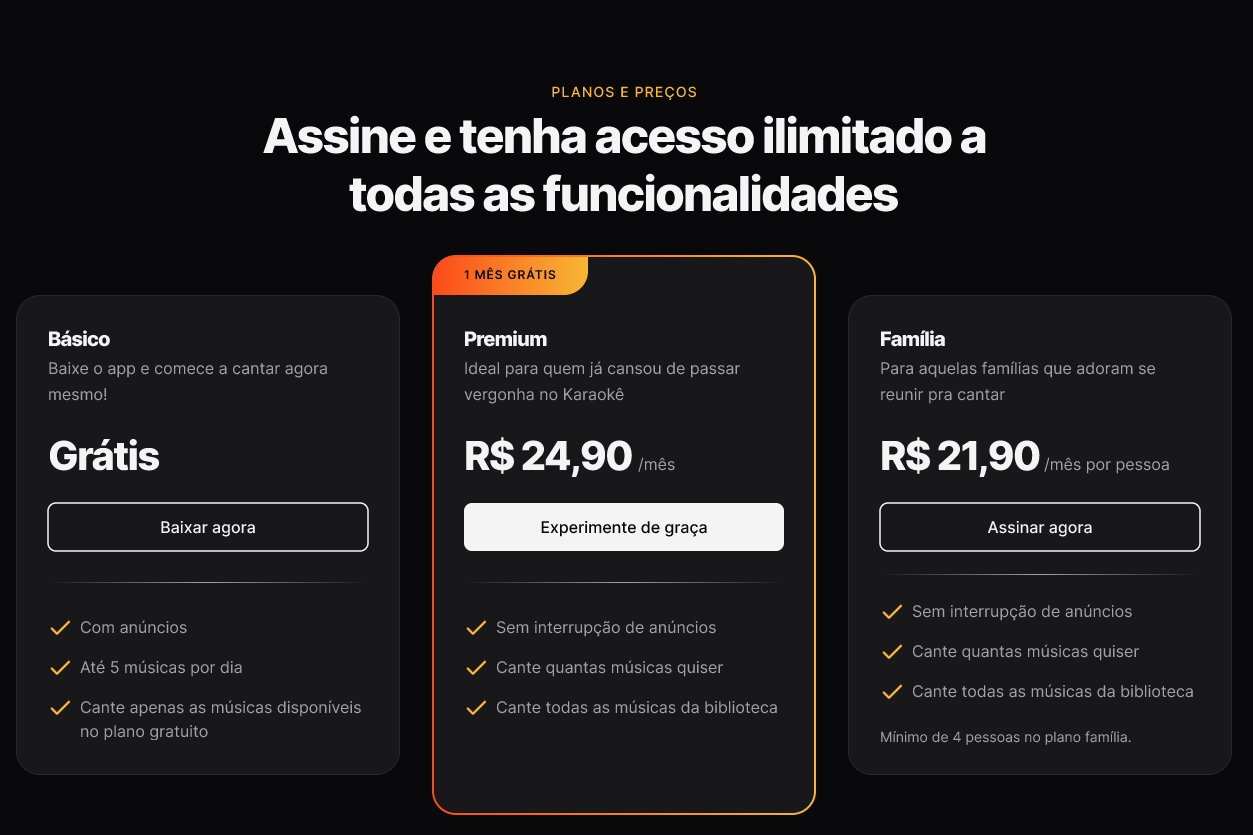 PLANOS E PREÇOS
Assine e tenha acesso ilimitado a
todas as funcionalidades
Básico
Baixe o app e comece a cantar agora
mesmo!
Grátis
Baixar agora
Com anúncios
Até 5 músicas por dia
Cante apenas as músicas disponíveis
no plano gratuito
1 MÊS GRÁTIS
Premium
Ideal para quem já cansou de passar
vergonha no Karaokê
R$ 24,90 /mês
Experimente de graça
Sem interrupção de anúncios
Cante quantas músicas quiser
Cante todas as músicas da biblioteca
Família
Para aquelas famílias que adoram se
reunir pra cantar
R$ 21,90 /mês por pessoa
Assinar agora
Sem interrupção de anúncios
Cante quantas músicas quiser
Cante todas as músicas da biblioteca
Mínimo de 4 pessoas no plano família.